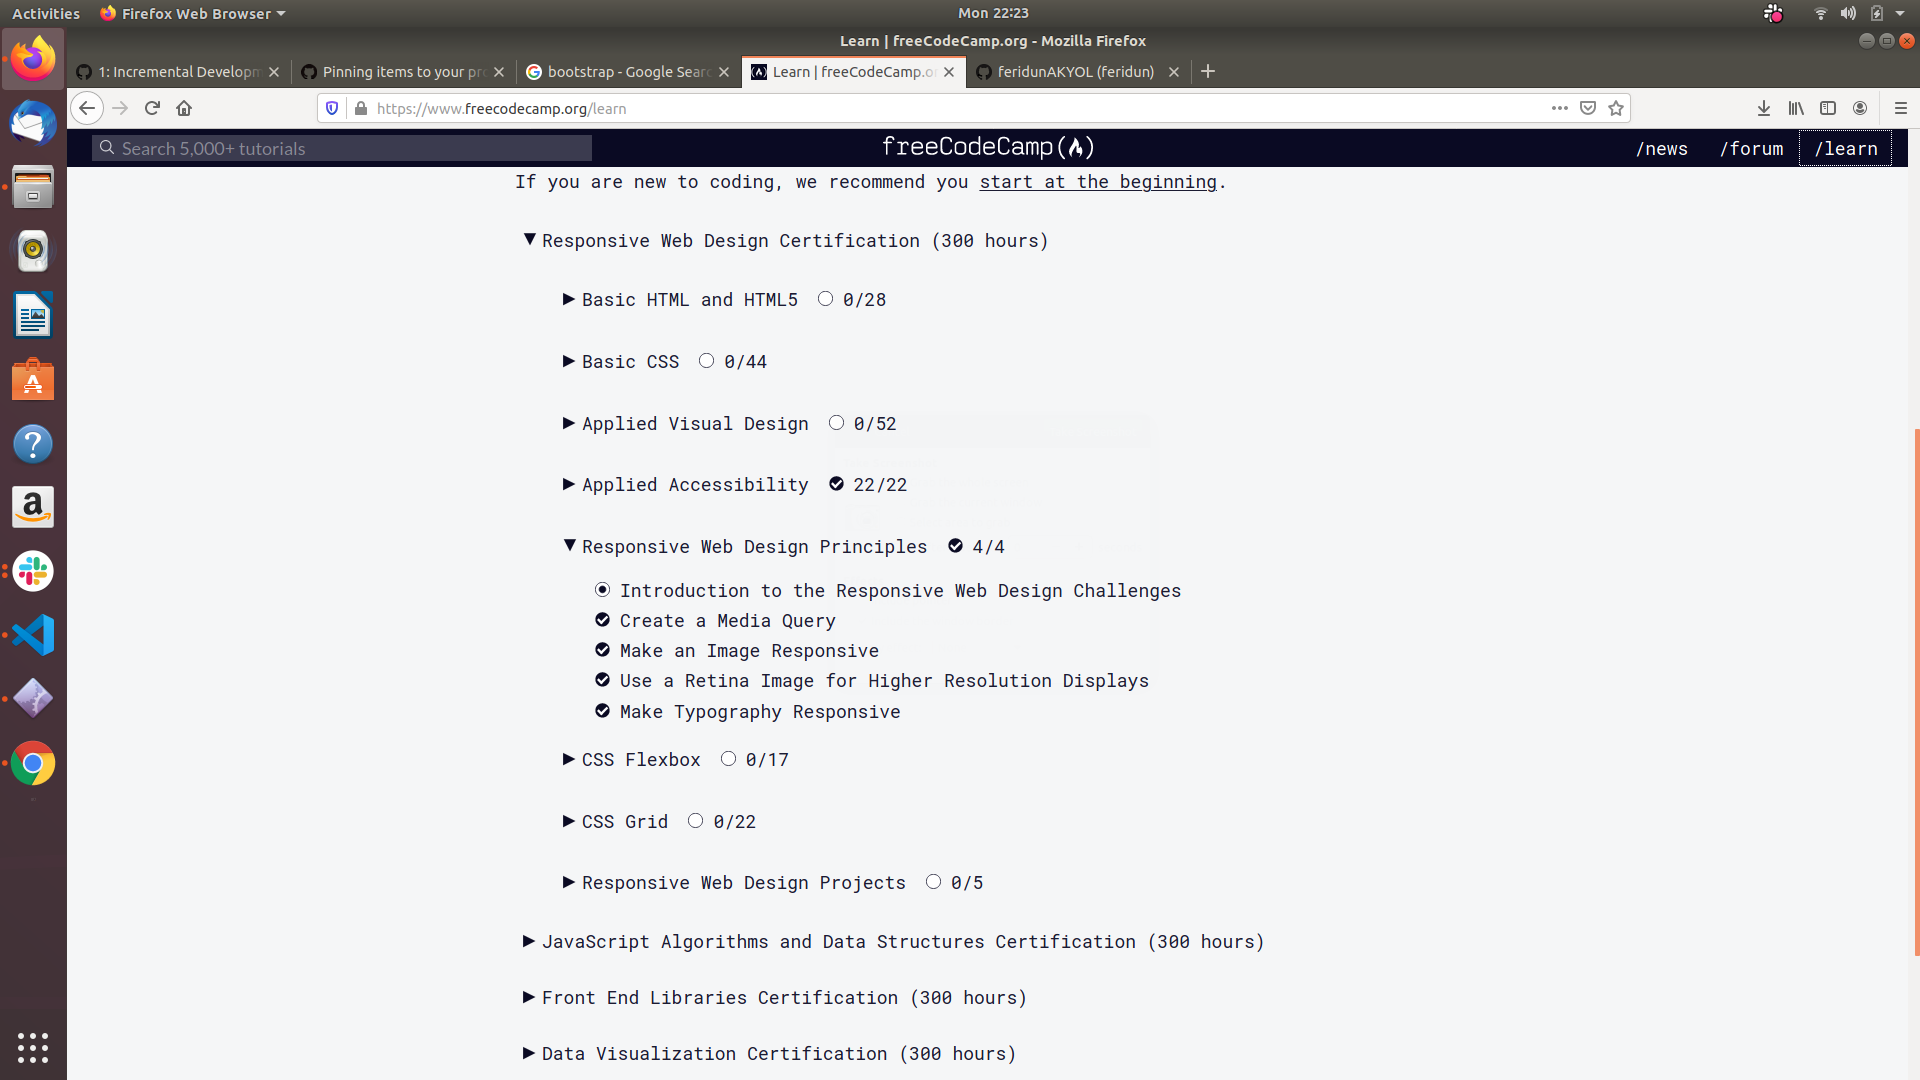 Activities Firefox Web Browser Mon 22:23
Learn | freeCodeCamp.org - Mozilla Firefox
1: Incremental Developm Pinning items to your pr bootstrap - Google Searc Learn | freeCodeCamp.or feridunAKYOL (feridun)
https://www.freecodecamp.org/learn
Search 5,000+ tutorials freeCodeCamp /news /forum /learn
If you are new to coding, we recommend you start at the beginning.
Responsive Web Design Certification (300 hours)
Basic HTML and HTML5 0/28
Basic CSS 0/44
Applied Visual Design 0/52
Applied Accessibility 22/22
Responsive Web Design Principles 4/4
Introduction to the Responsive Web Design Challenges
Create a Media Query
Make an Image Responsive
Use a Retina Image for Higher Resolution Displays
Make Typography Responsive
CSS Flexbox 0/17
CSS Grid 0/22
Responsive Web Design Projects 0/5
JavaScript Algorithms and Data Structures Certification (300 hours)
Front End Libraries Certification (300 hours)
Data Visualization Certification (300 hours)